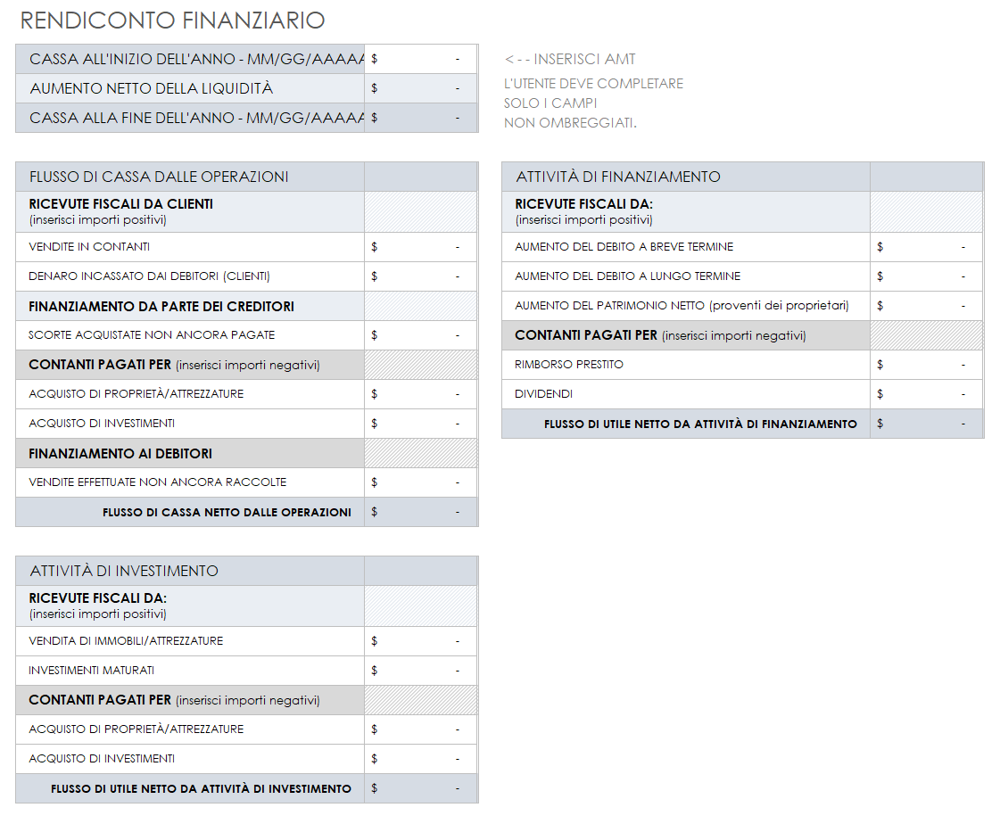 RENDICONTO FINANZIARIO
CASSA ALL'INIZIO DELL'ANNO - MM/GG/AAAAA $ -
AUMENTO NETTO DELLA LIQUIDITÀ $ -
CASSA ALLA FINE DELL'ANNO - MM/GG/AAAAA $ -
< - - INSERISCI AMT
L'UTENTE DEVE COMPLETARE
SOLO I CAMPI
NON OMBREGGIATI.
FLUSSO DI CASSA DALLE OPERAZIONI
RICEVUTE FISCALI DA CLIENTI
(inserisci importi positivi)
VENDITE IN CONTANTI $ -
DENARO INCASSATO DAI DEBITORI (CLIENTI) $ -
FINANZIAMENTO DA PARTE DEI CREDITORI
SCORTE ACQUISTATE NON ANCORA PAGATE $ -
CONTANTI PAGATI PER (inserisci importi negativi)
ACQUISTO DI PROPRIETÀ/ATTREZZATURE $ -
ACQUISTO DI INVESTIMENTI $ -
FINANZIAMENTO AI DEBITORI
VENDITE EFFETTUATE NON ANCORA RACCOLTE $ -
FLUSSO DI CASSA NETTO DALLE OPERAZIONI $ -
ATTIVITÀ DI FINANZIAMENTO
RICEVUTE FISCALI DA:
(inserisci importi positivi)
AUMENTO DEL DEBITO A BREVE TERMINE $ -
AUMENTO DEL DEBITO A LUNGO TERMINE $ -
AUMENTO DEL PATRIMONIO NETTO (proventi dei proprietari) $ -
CONTANTI PAGATI PER (inserisci importi negativi)
RIMBORSO PRESTITO $ -
DIVIDENDI $ -
FLUSSO DI UTILE NETTO DA ATTIVITÀ DI FINANZIAMENTO $ -
ATTIVITÀ DI INVESTIMENTO
RICEVUTE FISCALI DA:
(inserisci importi positivi)
VENDITA DI IMMOBILI/ATTREZZATURE $ -
INVESTIMENTI MATURATI $ -
CONTANTI PAGATI PER (inserisci importi negativi)
ACQUISTO DI PROPRIETÀ/ATTREZZATURE $ -
ACQUISTO DI INVESTIMENTI $ -
FLUSSO DI UTILE NETTO DA ATTIVITÀ DI INVESTIMENTO $ -